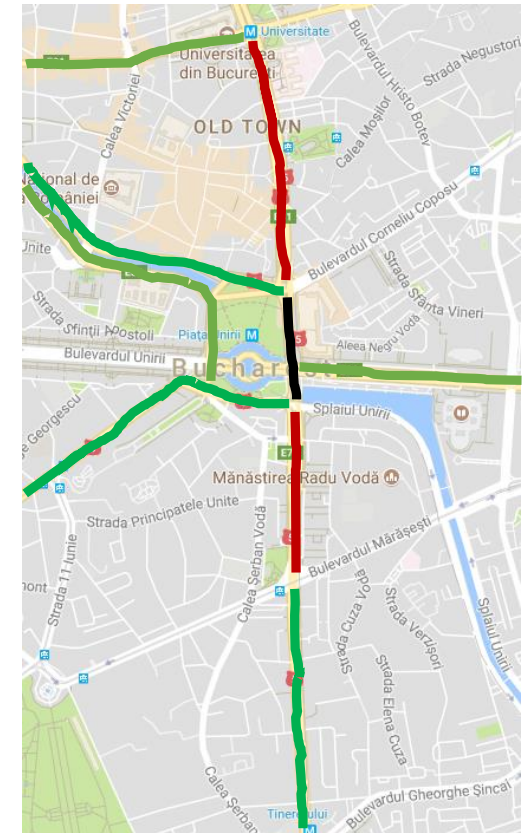 Universitate
Universitatea
din București
Bulevardul Hristo Botev
Strada Negustori
Calea Victoriei
OLD TOWN
Calea Moșilor
Național de
României
Bulevardul Corneliu Coposu
Unite
Strada Sfânta Vineri
Strada Sfinții Apostoli
Piața Unirii
Aleea Negru Vodă
Bulevardul Unirii
Bucharest
Splaiul Unirii
Georgescu
Mănăstirea Radu Vodă
Strada Principatele Unite
Calea Șerban Vodă
Bulevardul Mărășești
Strada 11 Iunie
mont
Strada Cuza Vodă
Strada Verzișori
Splaiul Unirii
Strada Elena Cuza
Calea Șerban
Tineretului
Bulevardul Gheorghe Șincai